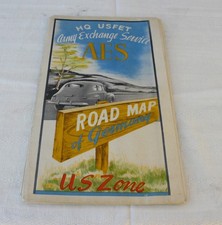 HQ USFET
Army Exchange Service
AES
ROAD MAP
of Germany
US Zone